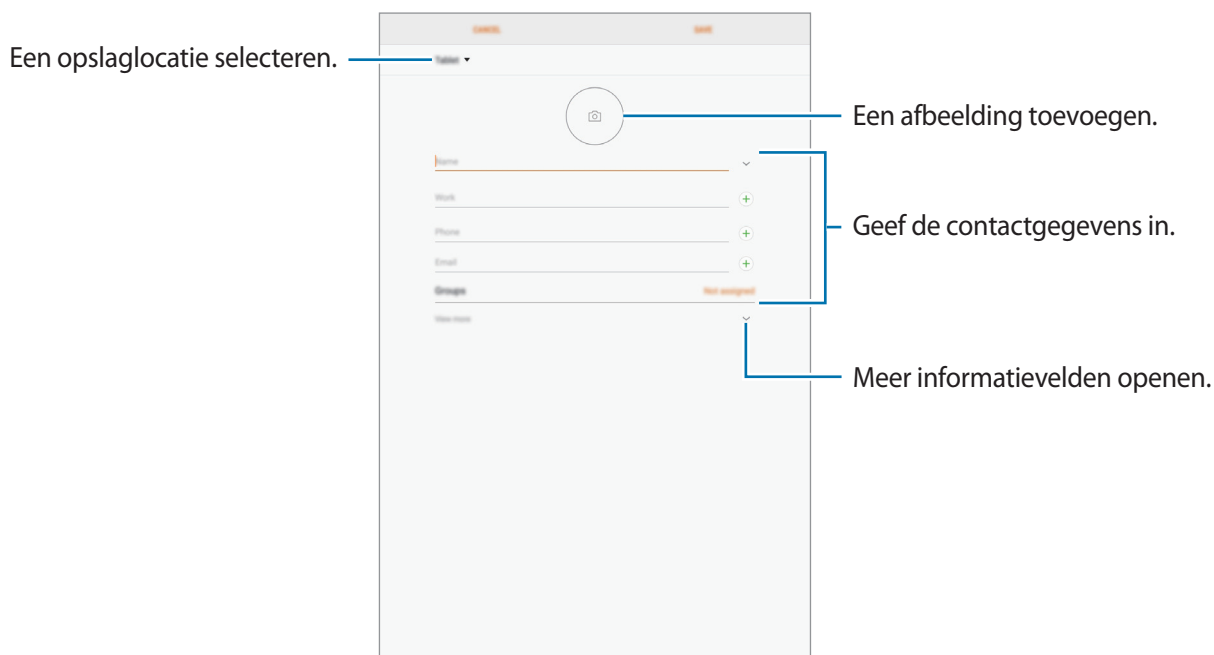 CANCEL
SAVE
Een opslaglocatie selecteren.
Tablet
Een afbeelding toevoegen.
Name
Work
Phone
Geef de contactgegevens in.
Email
Groups
Not assigned
View more
Meer informatievelden openen.